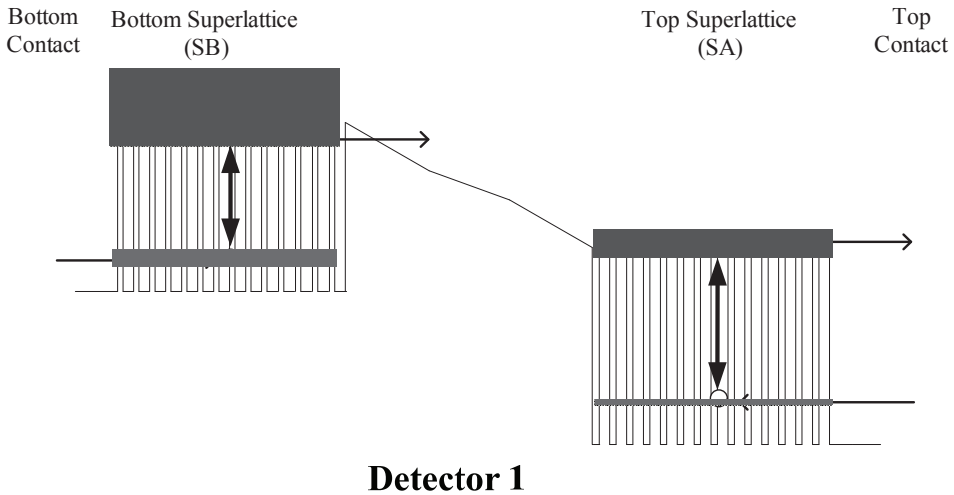 Bottom
Contact
Bottom Superlattice
(SB)
Top Superlattice
(SA)
Top
Contact
Detector 1